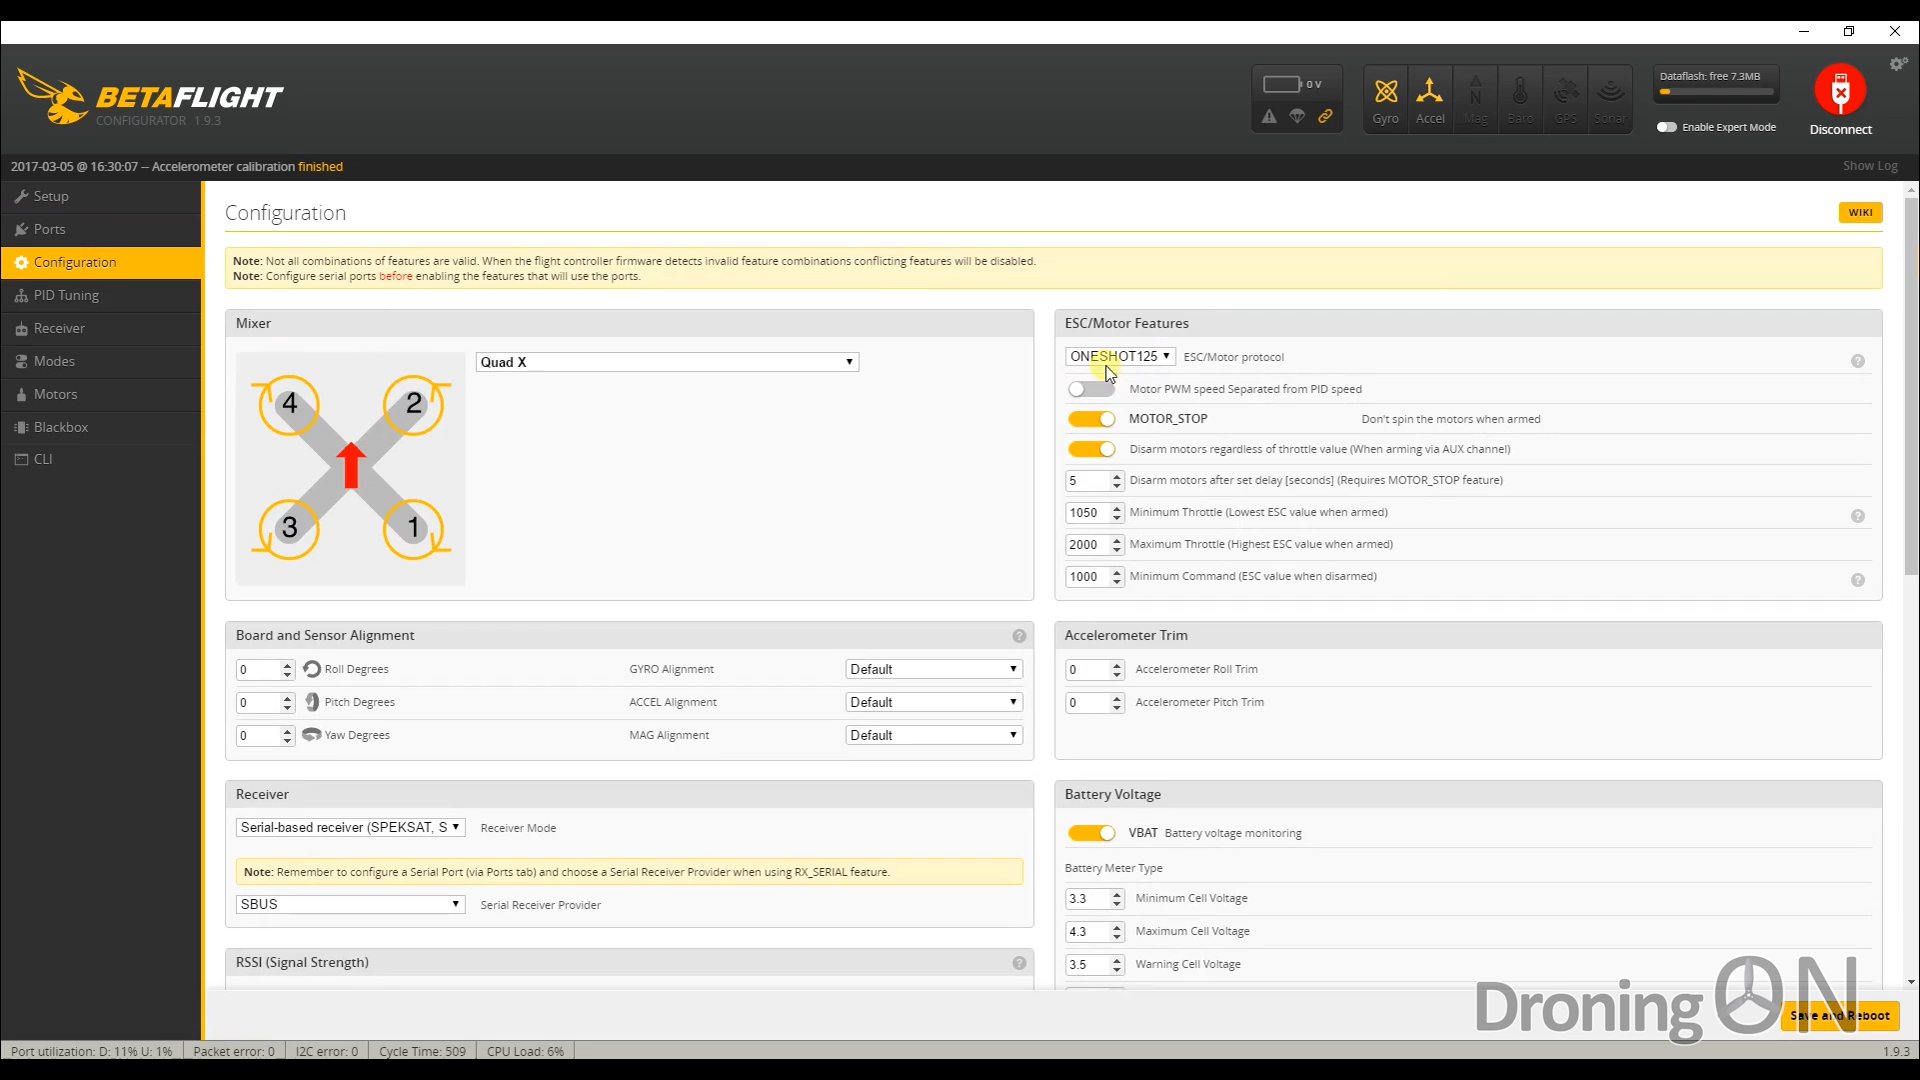 BETAFLIGHT
CONFIGURATOR 1.9.3
0 V
Gyro
Accel
Mag
Baro
GPS
Sonar
Dataflash: free 7.3MB
Enable Expert Mode
Disconnect
2017-03-05 @ 16:30:07 -- Accelerometer calibration finished
Show Log
Setup
Ports
Configuration
PID Tuning
Receiver
Modes
Motors
Blackbox
CLI
Configuration
WIKI
Note: Not all combinations of features are valid. When the flight controller firmware detects invalid feature combinations conflicting features will be disabled.
Note: Configure serial ports before enabling the features that will use the ports.
Mixer
4
2
3
1
Quad X
ESC/Motor Features
ONESHOT125 ESC/Motor protocol
Motor PWM speed Separated from PID speed
MOTOR_STOP Don't spin the motors when armed
Disarm motors regardless of throttle value (When arming via AUX channel)
5 Disarm motors after set delay [seconds] (Requires MOTOR_STOP feature)
1050 Minimum Throttle (Lowest ESC value when armed)
2000 Maximum Throttle (Highest ESC value when armed)
1000 Minimum Command (ESC value when disarmed)
Board and Sensor Alignment
0 Roll Degrees GYRO Alignment Default
0 Pitch Degrees ACCEL Alignment Default
0 Yaw Degrees MAG Alignment Default
Accelerometer Trim
0 Accelerometer Roll Trim
0 Accelerometer Pitch Trim
Receiver
Serial-based receiver (SPEKSAT, S Receiver Mode
Note: Remember to configure a Serial Port (via Ports tab) and choose a Serial Receiver Provider when using RX_SERIAL feature.
SBUS Serial Receiver Provider
RSSI (Signal Strength)
Battery Voltage
VBAT Battery voltage monitoring
Battery Meter Type
3.3 Minimum Cell Voltage
4.3 Maximum Cell Voltage
3.5 Warning Cell Voltage
DroningON
Save and Reboot
Port utilization: D: 11% U: 1% Packet error: 0 I2C error: 0 Cycle Time: 509 CPU Load: 6%
1.9.3